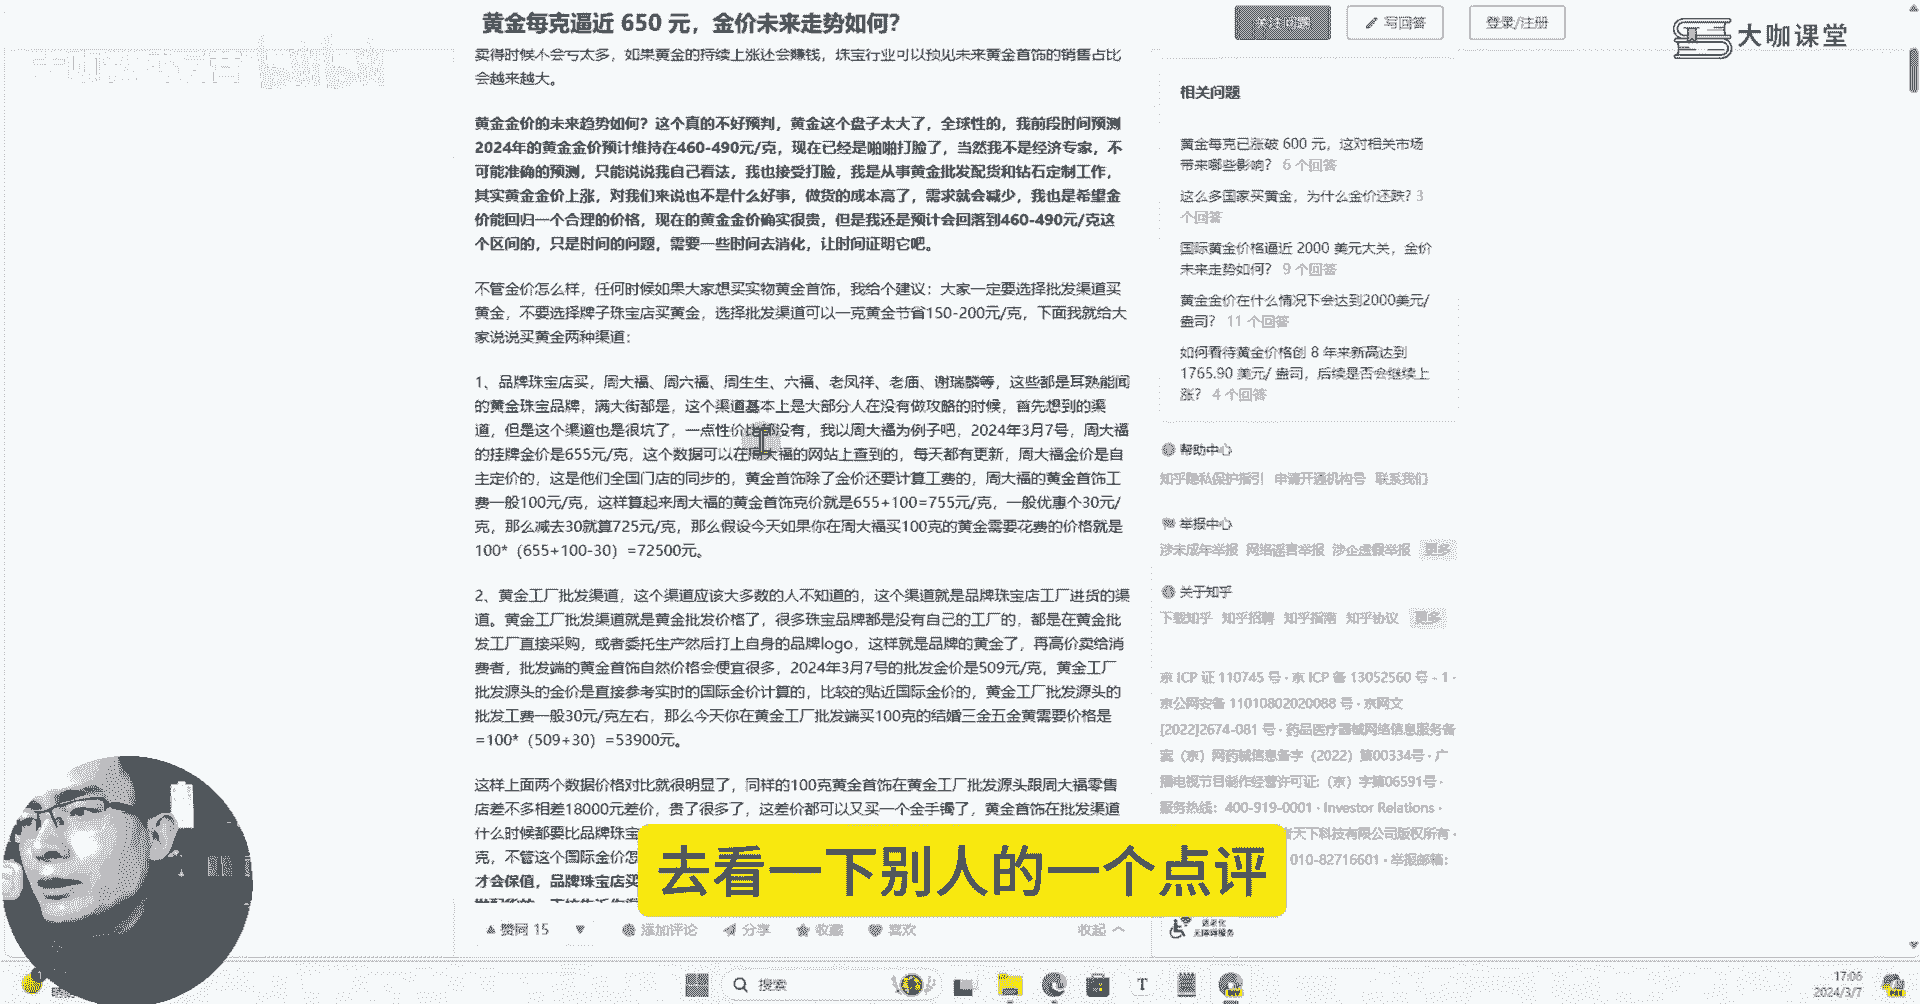 黄金每克逼近 650 元，金价未来走势如何？
关注问题
写回答
登录/注册
大咖课堂
卖得时候不会亏太多，如果黄金的持续上涨还会赚钱，珠宝行业可以预见未来黄金首饰的销售占比
会越来越大。
黄金金价的未来趋势如何？这个真的不好预判，黄金这个盘子太大了，全球性的，我前段时间预测
2024年的黄金金价预计维持在460-490元/克，现在已经是啪啪打脸了，当然我不是经济专家，不
可能准确的预测，只能说说我自己看法，我也接受打脸，我是从事黄金批发配货和钻石定制工作，
其实黄金金价上涨，对我们来说也不是什么好事，做货的成本高了，需求就会减少，我也是希望金
价能回归一个合理的价格，现在的黄金金价确实很贵，但是我还是预计会回落到460-490元/克这
个区间的，只是时间的问题，需要一些时间去消化，让时间证明它吧。
不管金价怎么样，任何时候如果大家想买实物黄金首饰，我给个建议：大家一定要选择批发渠道买
黄金，不要选择牌子珠宝店买黄金，选择批发渠道可以一克黄金节省150-200元/克，下面我就给大
家说说买黄金两种渠道：
1、品牌珠宝店买，周大福、周六福、周生生、六福、老凤祥、老庙、谢瑞麟等，这些都是耳熟能闻
的黄金珠宝品牌，满大街都是，这个渠道基本上是大部分人在没有做攻略的时候，首先想到的渠
道，但是这个渠道也是很坑了，一点性价比都没有，我以周大福为例子吧，2024年3月7号，周大福
的挂牌金价是655元/克，这个数据可以在周大福的网站上查到的，每天都有更新，周大福金价是自
主定价的，这是他们全国门店的同步的，黄金首饰除了金价还要计算工费的，周大福的黄金首饰工
费一般100元/克，这样算起来周大福的黄金首饰克价就是655+100=755元/克，一般优惠个30元/
克，那么减去30就算725元/克，那么假设今天如果你在周大福买100克的黄金需要花费的价格就是
100*（655+100-30）=72500元。
2、黄金工厂批发渠道，这个渠道应该大多数的人不知道的，这个渠道就是品牌珠宝店工厂进货的渠
道。黄金工厂批发渠道就是黄金批发价格了，很多珠宝品牌都是没有自己的工厂的，都是在黄金批
发工厂直接采购，或者委托生产然后打上自身的品牌logo，这样就是品牌的黄金了，再高价卖给消
费者，批发端的黄金首饰自然价格会便宜很多，2024年3月7号的批发金价是509元/克，黄金工厂
批发源头的金价是直接参考实时的国际金价计算的，比较的贴近国际金价的，黄金工厂批发源头的
批发工费一般30元/克左右，那么今天你在黄金工厂批发端买100克的结婚三金五金黄需要价格是
=100*（509+30）=53900元。
这样上面两个数据价格对比就很明显了，同样的100克黄金首饰在黄金工厂批发源头跟周大福零售
店差不多相差18000元差价，贵了很多了，这差价都可以又买一个金手镯了，黄金首饰在批发渠道
什么时候都要比品牌珠宝
克，不管这个国际金价怎
才会保值，品牌珠宝店买
去看一下别人的一个点评
赞同 15
添加评论
分享
收藏
喜欢
收起
相关问题
黄金每克已涨破 600 元，这对相关市场
带来哪些影响？ 6 个回答
这么多国家买黄金，为什么金价还跌？3
个回答
国际黄金价格逼近 2000 美元大关，金价
未来走势如何？ 9 个回答
黄金金价在什么情况下会达到2000美元/
盎司？ 11 个回答
如何看待黄金价格创 8 年来新高达到
1765.90 美元/ 盎司，后续是否会继续上
涨？ 4 个回答
帮助中心
知乎隐私保护指引 申请开通机构号 联系我们
举报中心
涉未成年举报 网络谣言举报 涉企虚假举报 更多
关于知乎
下载知乎 知乎招聘 知乎指南 知乎协议 更多
京 ICP 证 110745 号 · 京 ICP 备 13052560 号 - 1 ·
京公网安备 11010802020088 号 · 京网文
[2022]2674-081 号 · 药品医疗器械网络信息服务备
案（京）网药械信息备字（2022）第00334号 · 广
播电视节目制作经营许可证:（京）字第06591号 ·
服务热线：400-919-0001 · Investor Relations ·
者天下科技有限公司版权所有 ·
010-82716601 · 举报邮箱：
搜索
17:06
2024/3/7